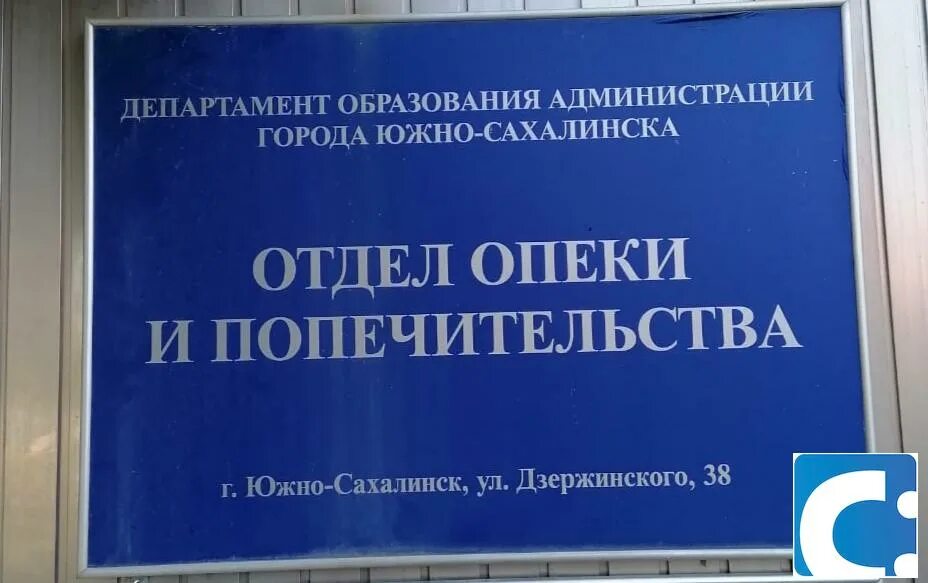 ДЕПАРТАМЕНТ ОБРАЗОВАНИЯ АДМИНИСТРАЦИИ
ГОРОДА ЮЖНО-САХАЛИНСКА
ОТДЕЛ ОПЕКИ
И ПОПЕЧИТЕЛЬСТВА
г. Южно-Сахалинск, ул. Дзержинского, 38
С: